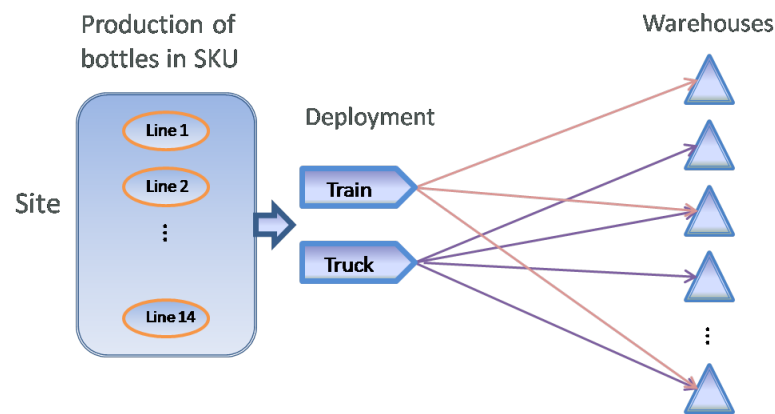 Production of
bottles in SKU
Warehouses
Site
Line 1
Line 2
...
Line 14
Deployment
Train
Truck
...